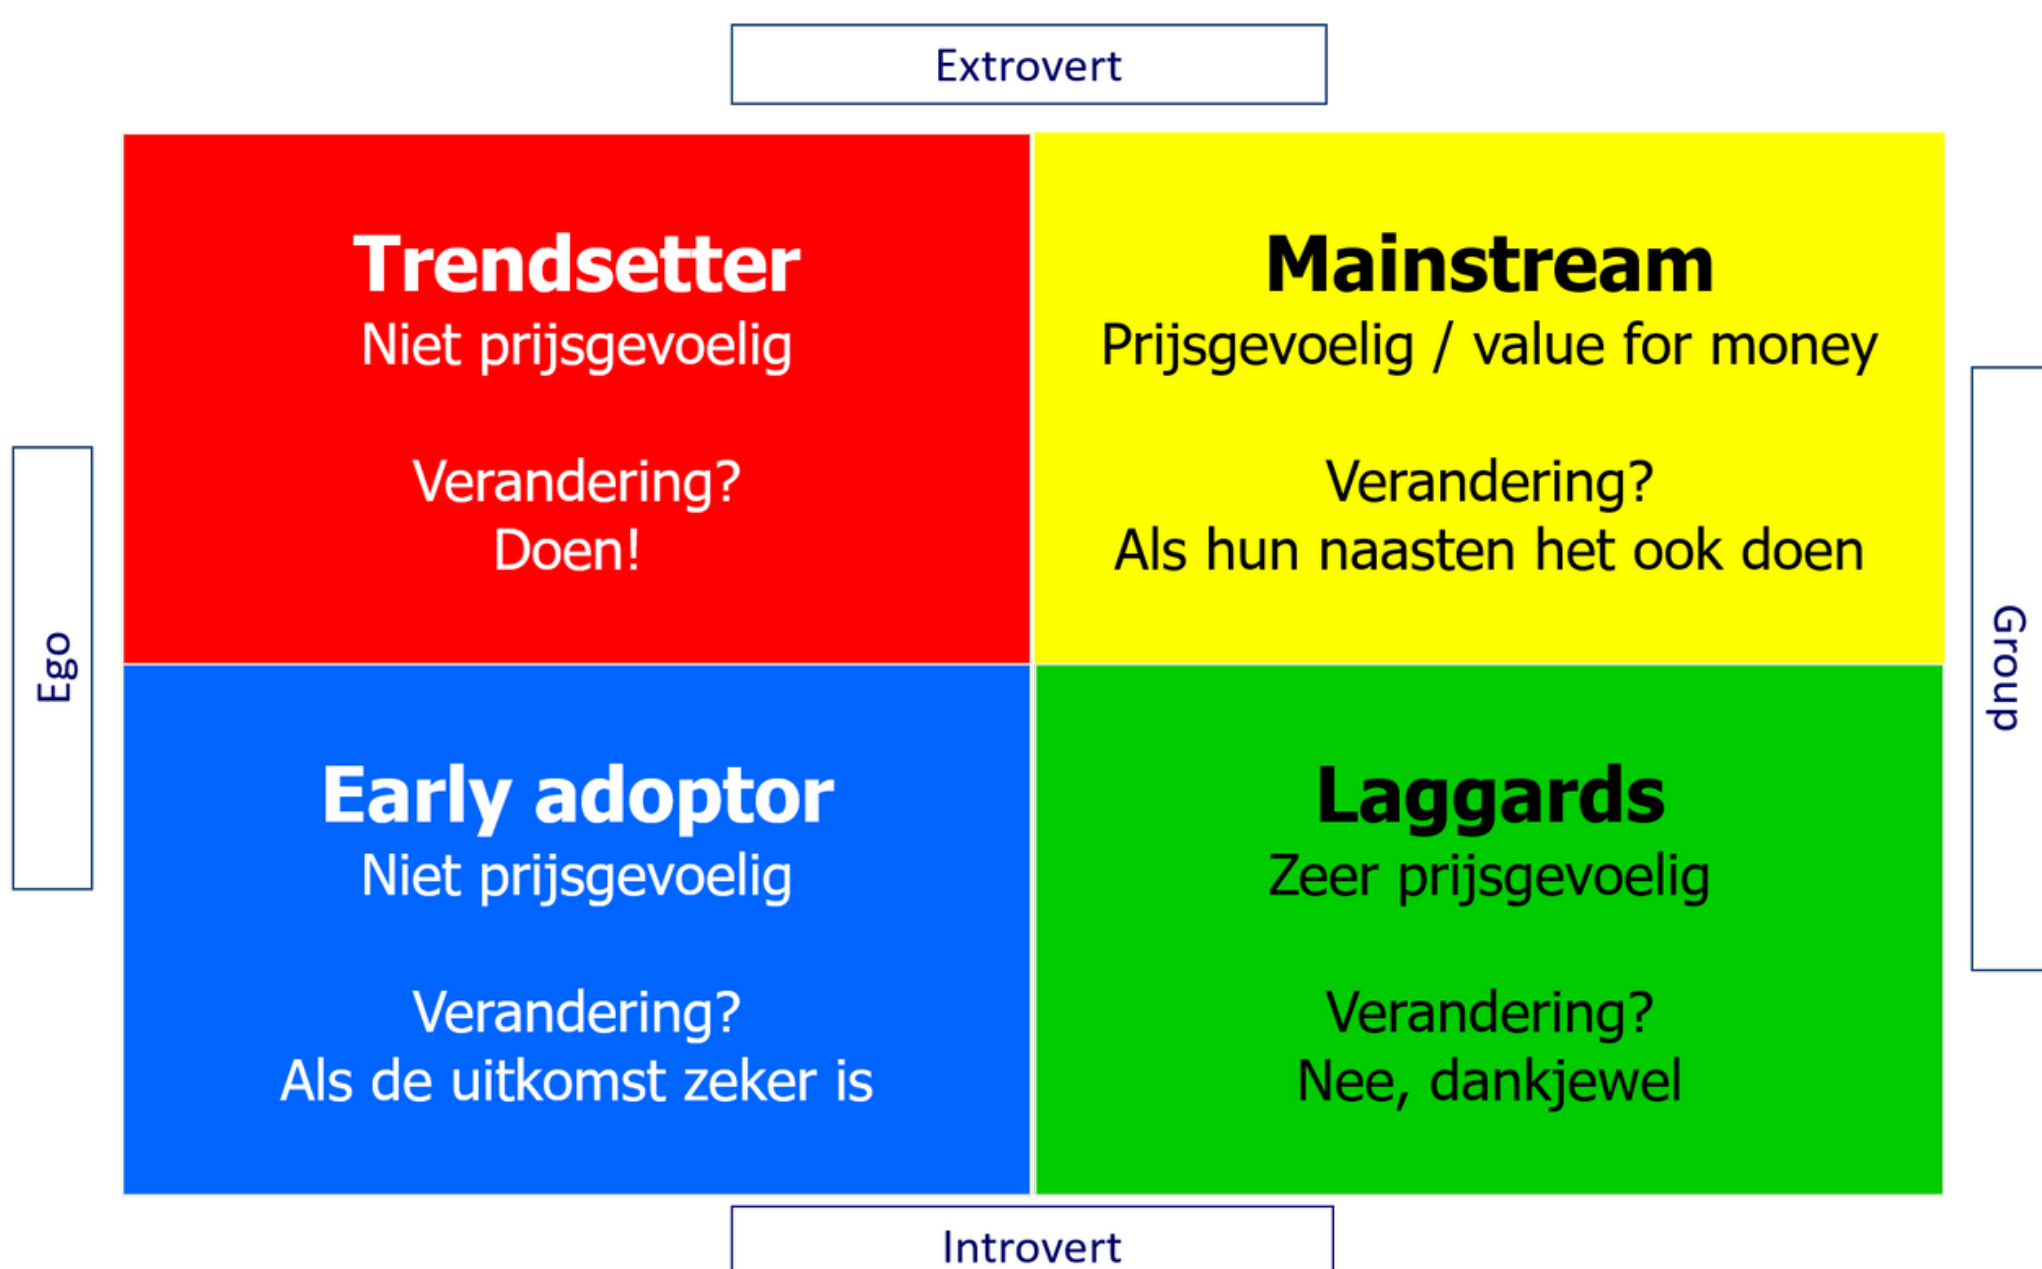 Extrovert
Trendsetter
Niet prijsgevoelig
Verandering?
Doen!
Mainstream
Prijsgevoelig / value for money
Verandering?
Als hun naasten het ook doen
Ego
Group
Early adoptor
Niet prijsgevoelig
Verandering?
Als de uitkomst zeker is
Laggards
Zeer prijsgevoelig
Verandering?
Nee, dankjewel
Introvert